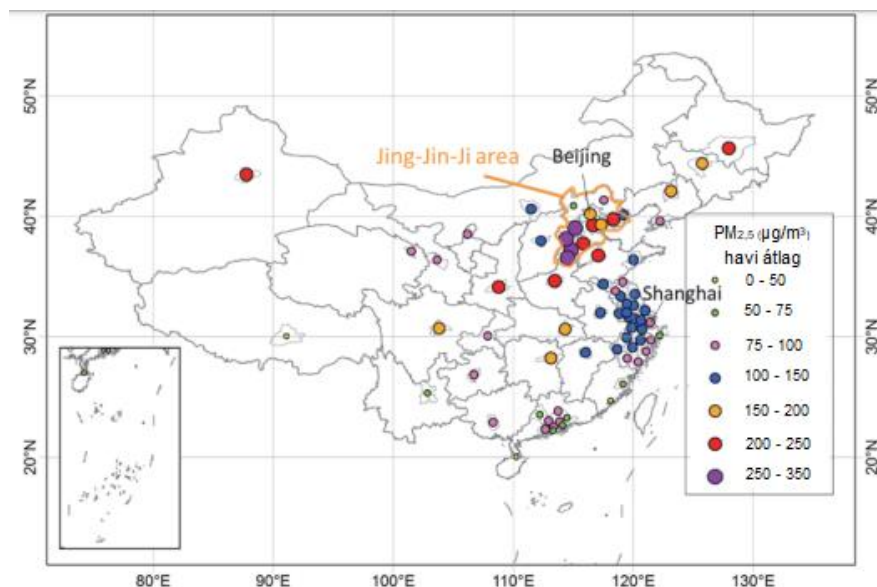 50°N
50°N
Jing-Jin-Ji area
Beijing
40°N
40°N
PM2,5 (µg/m³)
havi átlag
0 - 50
50 - 75
75 - 100
100 - 150
150 - 200
200 - 250
250 - 350
Shanghai
30°N
30°N
20°N
20°N
80°E
90°E
100°E
110°E
120°E
130°E